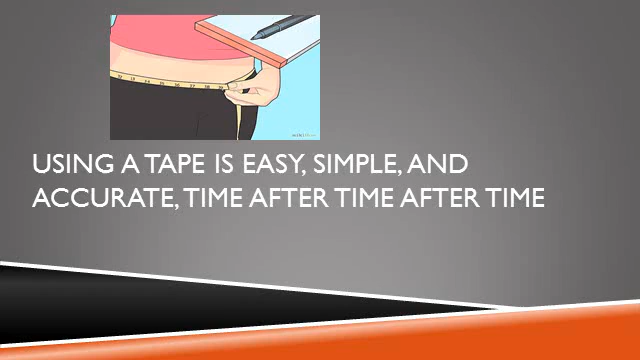 USING A TAPE IS EASY, SIMPLE, AND
ACCURATE, TIME AFTER TIME AFTER TIME